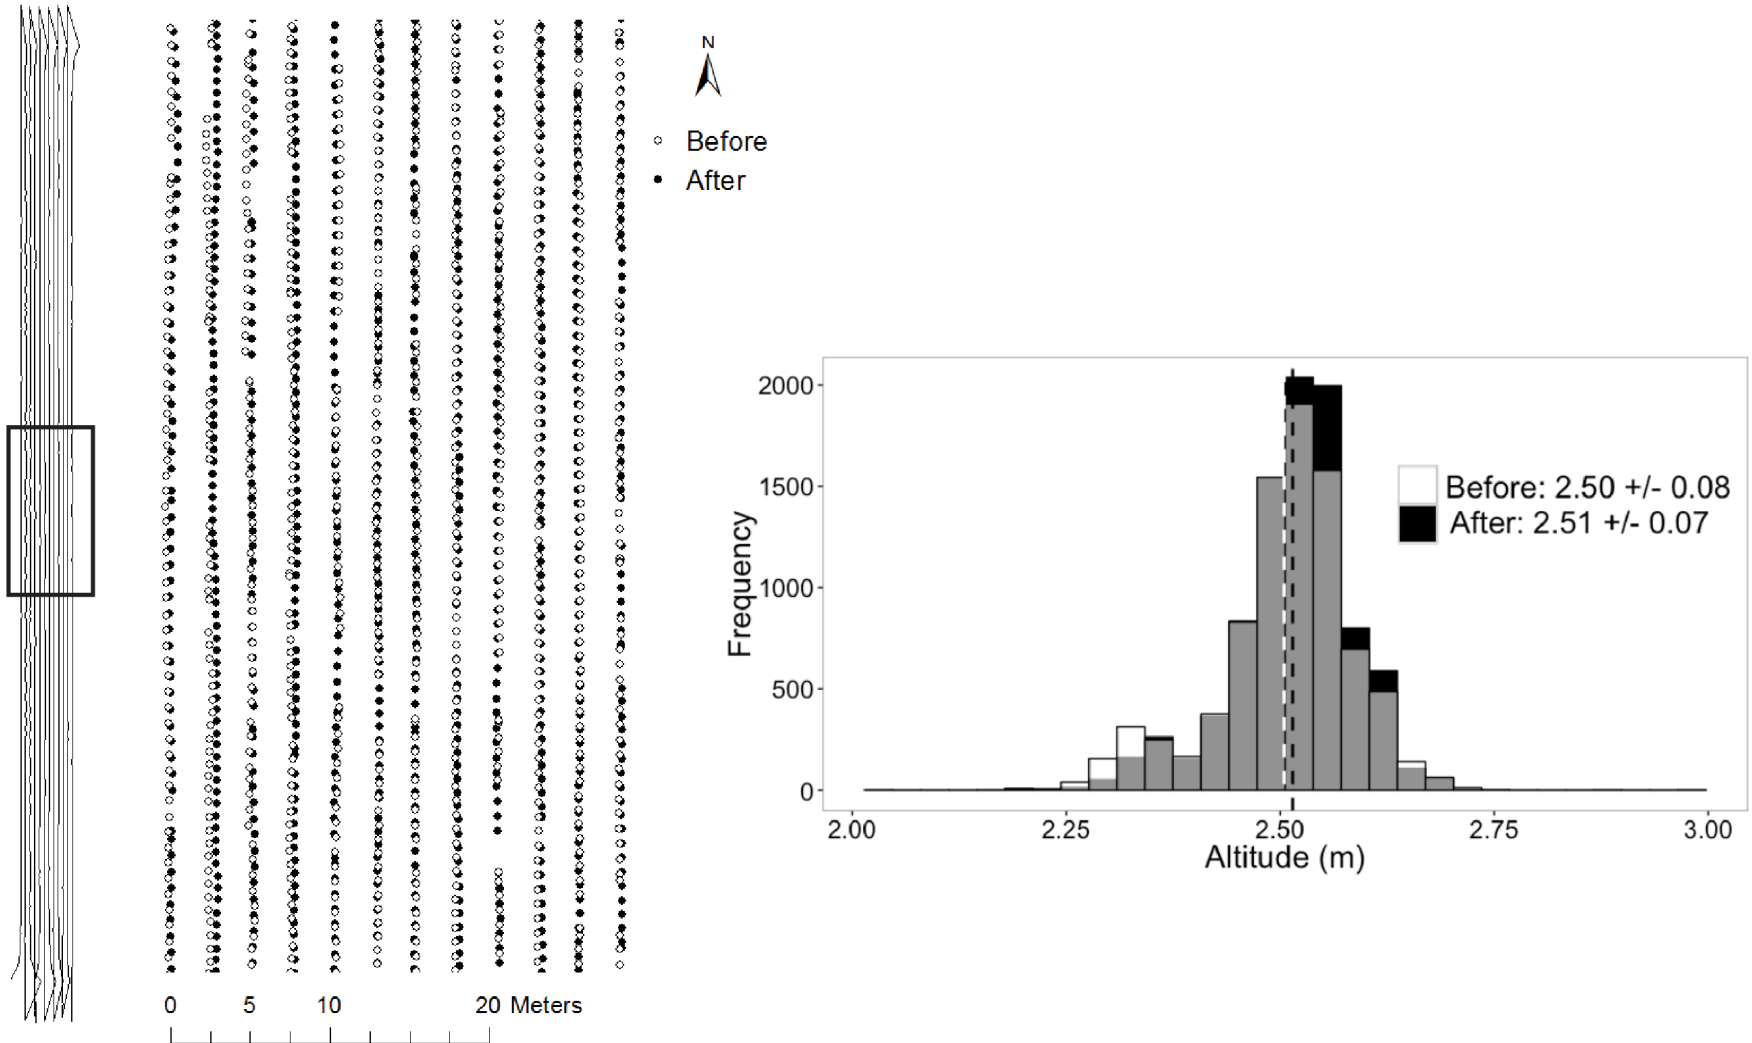 N
Before
After
0 5 10 20 Meters
2000
1500
1000
500
0
Frequency
Before: 2.50 +/- 0.08
After: 2.51 +/- 0.07
2.00 2.25 2.50 2.75 3.00
Altitude (m)